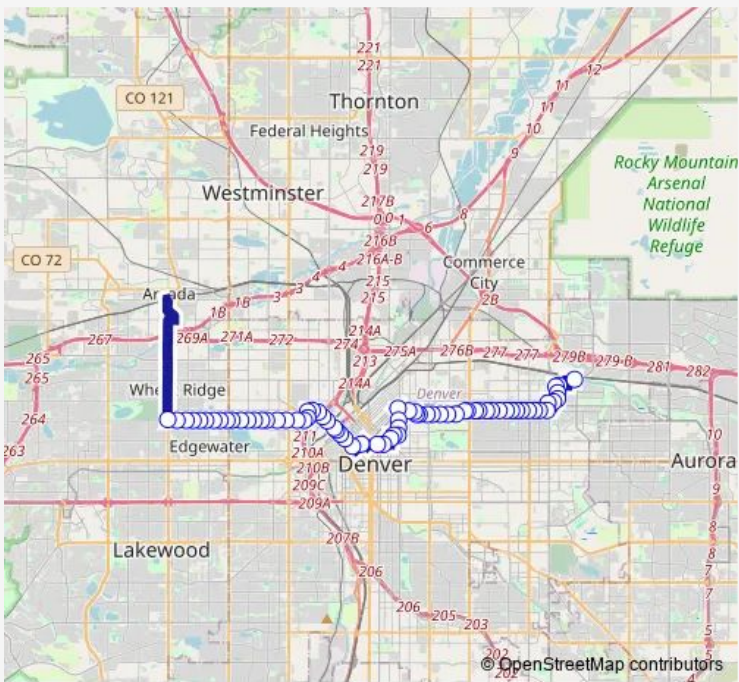 221
221
CO 121
Thornton
12
11
11
10
Federal Heights
219
219
9
Rocky Mountain
Arsenal
National
Wildlife
Refuge
Westminster
217B
0 0 1
6
8
216B
216A-B
CO 72
4
4
3
3
1B
1B
215
215
Commerce
City
2B
267
269A
271A
272
274
214A
213
275A
276B
277
277
279B
279-B
281
282
265
265
264
263
214A
Ridge
Denver
211
210A
210B
209C
209A
Edgewater
Denver
Aurora
10
9
9
8
8
7
7
6
5
5
4
Lakewood
207B
206
206
205
203
202
© OpenStreetMap contributors